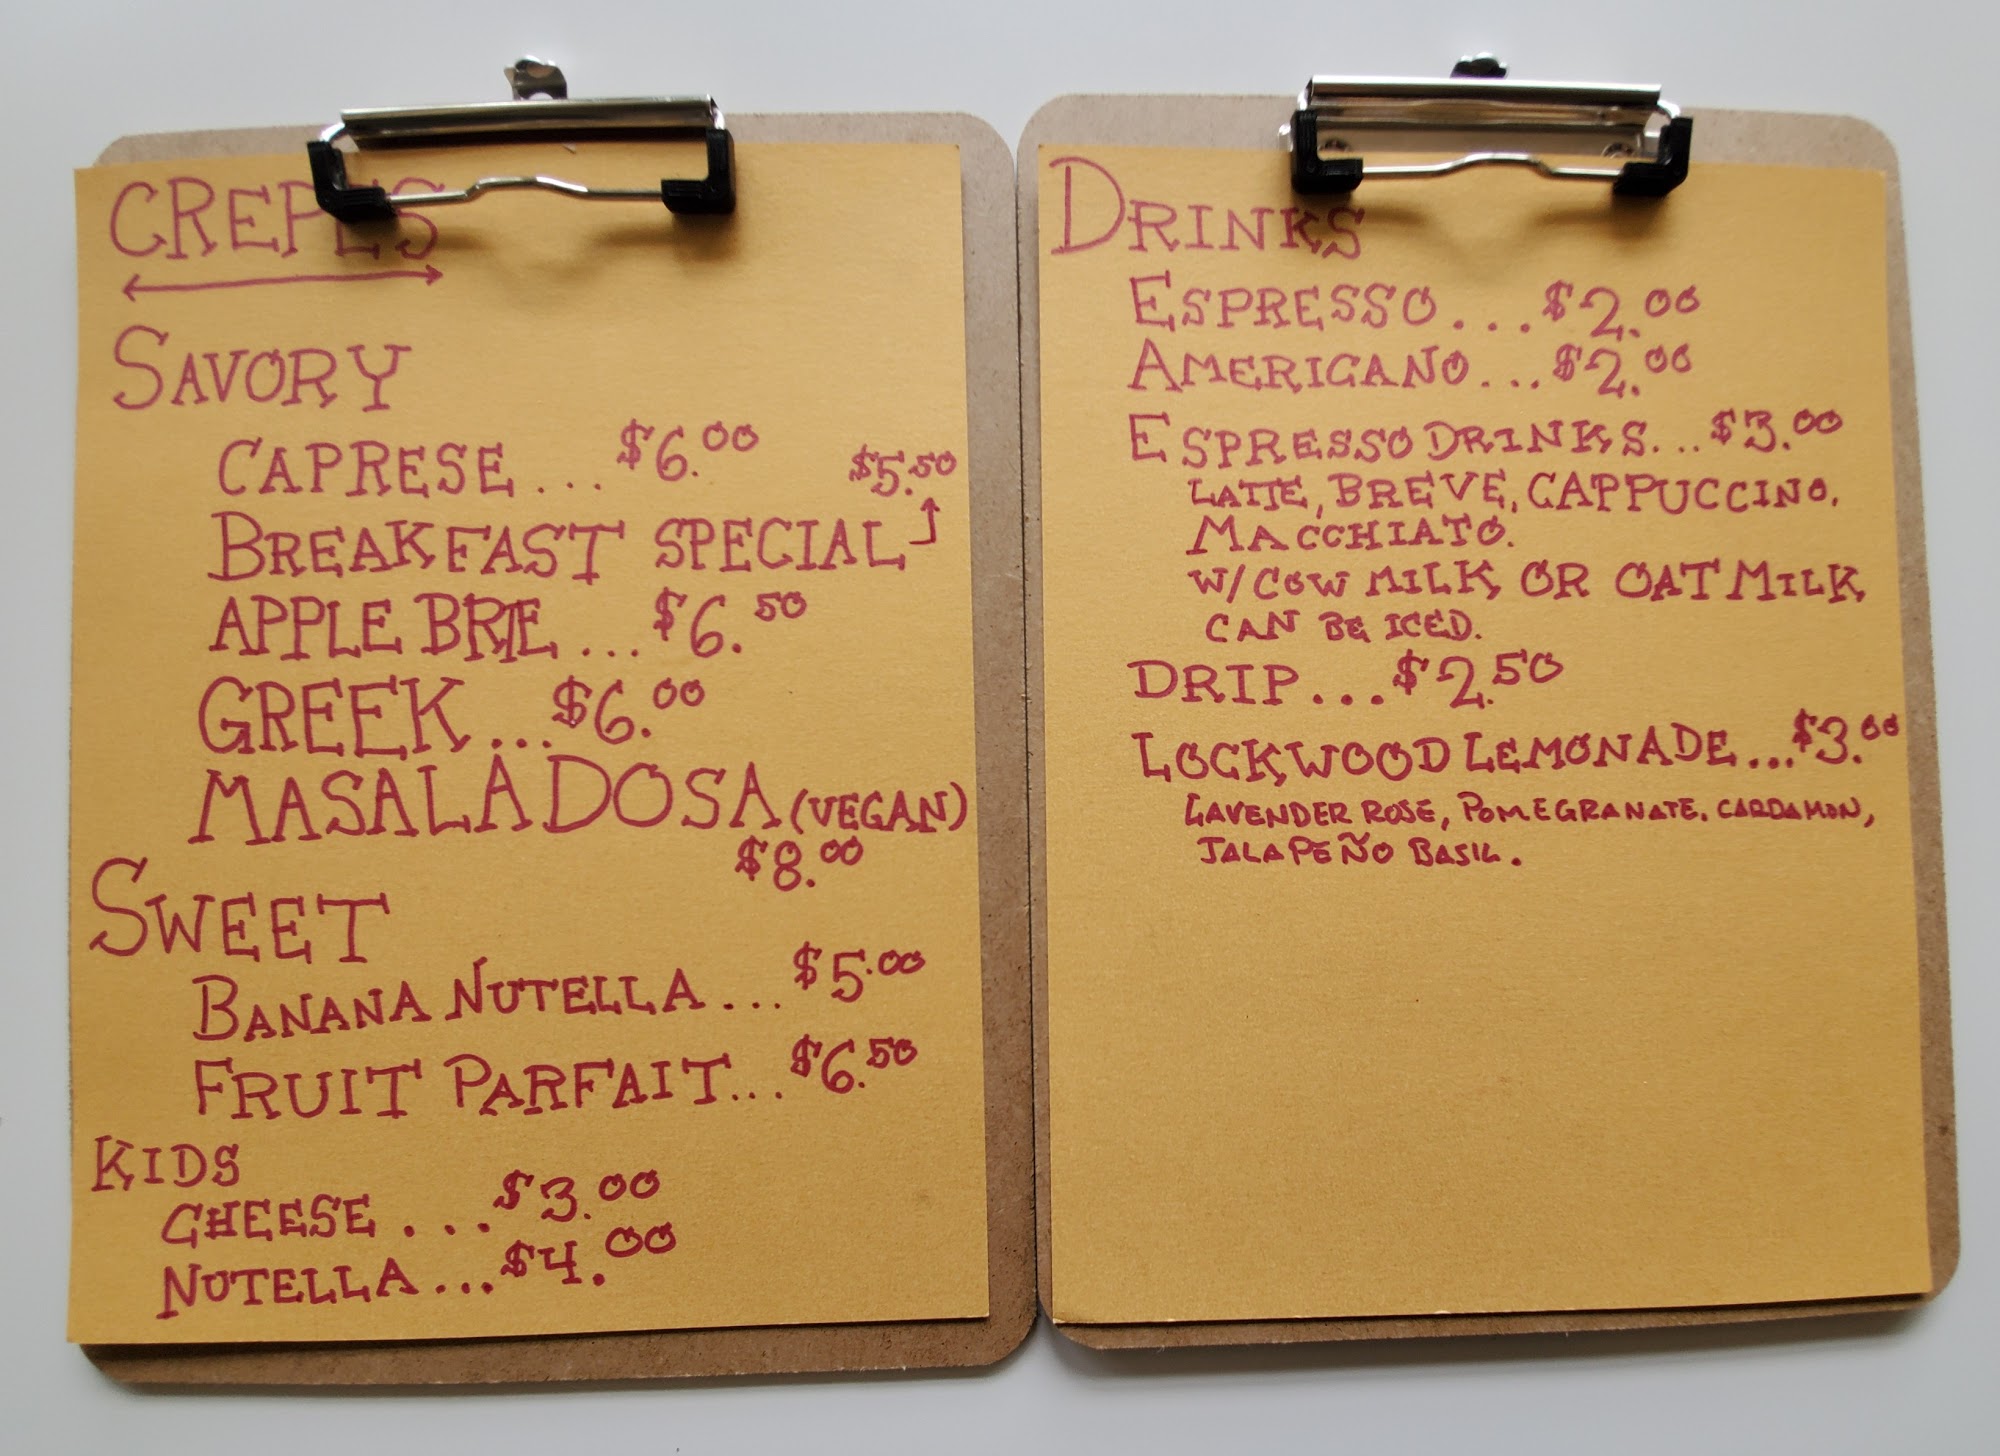 CREPES
SAVORY
CAPRESE...$6.00
$5.50
BREAKFAST SPECIAL
APPLE BRIE...$6.50
GREEK...$6.00
MASALA DOSA (VEGAN)
$8.00
SWEET
BANANA NUTELLA...$5.00
FRUIT PARFAIT...$6.50
KIDS
CHEESE...$3.00
NUTELLA...$4.00
DRINKS
ESPRESSO...$2.00
AMERICANO...$2.00
ESPRESSO DRINKS...$3.00
LATTE, BREVE, CAPPUCCINO,
MACCHIATO.
W/ COW MILK OR OAT MILK
CAN BE ICED.
DRIP...$2.50
LOCKWOOD LEMONADE...$3.00
LAVENDER ROSE, POMEGRANATE, CARDAMON,
JALAPEÑO BASIL.